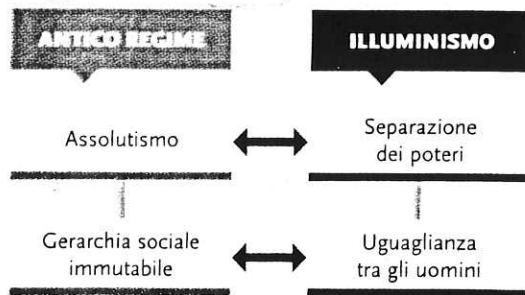 ANTICO REGIME
ILLUMINISMO
Assolutismo
Separazione
dei poteri
Gerarchia sociale
immutabile
Uguaglianza
tra gli uomini